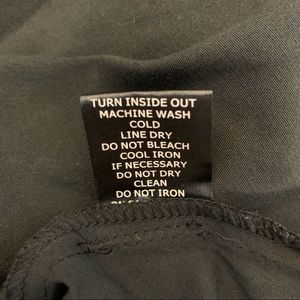 TURN INSIDE OUT
MACHINE WASH
COLD
LINE DRY
DO NOT BLEACH
COOL IRON
IF NECESSARY
DO NOT DRY
CLEAN
DO NOT IRON